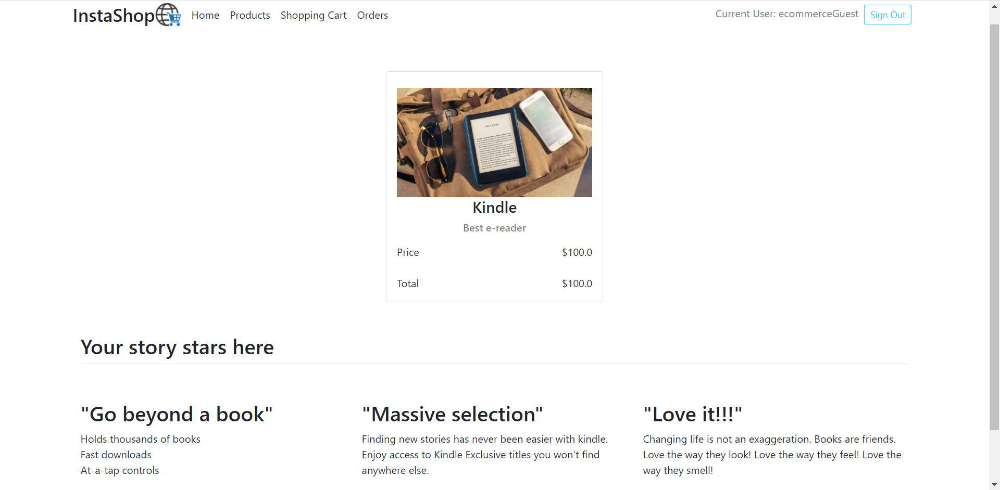 InstaShop Home Products Shopping Cart Orders Current User: ecommerceGuest Sign Out
PROLOGUE
Kindle
Best e-reader
Price $100.0
Total $100.0
Your story stars here
"Go beyond a book"
Holds thousands of books
Fast downloads
At-a-tap controls
"Massive selection"
Finding new stories has never been easier with kindle.
Enjoy access to Kindle Exclusive titles you won't find
anywhere else.
"Love it!!!"
Changing life is not an exaggeration. Books are friends.
Love the way they look! Love the way they feel! Love the
way they smell!